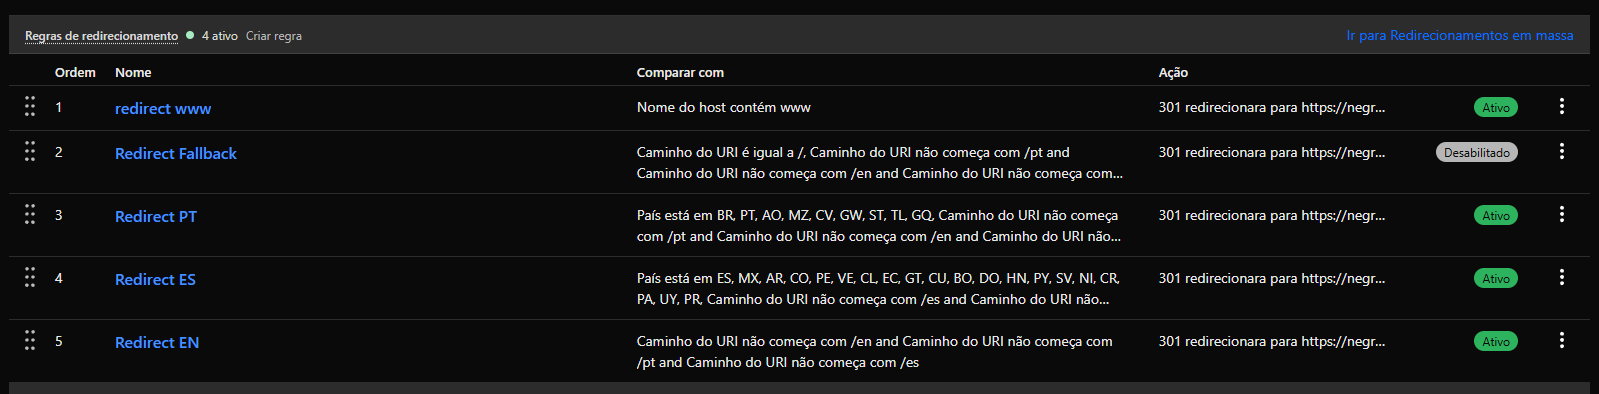 Regras de redirecionamento 4 ativo Criar regra Ir para Redirecionamentos em massa
Ordem Nome Comparar com Ação
1 redirect www Nome do host contém www 301 redirecionara para https://negr... Ativo
2 Redirect Fallback Caminho do URI é igual a /, Caminho do URI não começa com /pt and 301 redirecionara para https://negr... Desabilitado
Caminho do URI não começa com /en and Caminho do URI não começa com...
3 Redirect PT País está em BR, PT, AO, MZ, CV, GW, ST, TL, GQ, Caminho do URI não começa 301 redirecionara para https://negr... Ativo
com /pt and Caminho do URI não começa com /en and Caminho do URI não...
4 Redirect ES País está em ES, MX, AR, CO, PE, VE, CL, EC, GT, CU, BO, DO, HN, PY, SV, NI, CR, 301 redirecionara para https://negr... Ativo
PA, UY, PR, Caminho do URI não começa com /es and Caminho do URI não...
5 Redirect EN Caminho do URI não começa com /en and Caminho do URI não começa com 301 redirecionara para https://negr... Ativo
/pt and Caminho do URI não começa com /es